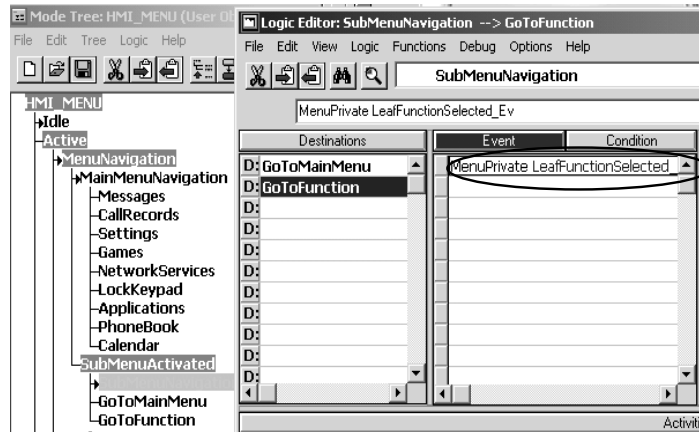 Mode Tree: HMI_MENU (User Ob
File Edit Tree Logic Help
HMI_MENU
Idle
Active
MenuNavigation
MainMenuNavigation
Messages
CallRecords
Settings
Games
NetworkServices
LockKeypad
Applications
PhoneBook
Calendar
SubMenuActivated
GoToMainMenu
GoToFunction
Logic Editor: SubMenuNavigation --> GoToFunction
File Edit View Logic Functions Debug Options Help
SubMenuNavigation
MenuPrivate LeafFunctionSelected_Ev
Destinations
Event Condition
D: GoToMainMenu
MenuPrivate LeafFunctionSelected_
D: GoToFunction
D:
D:
D:
D:
D:
D:
D:
D:
Activiti